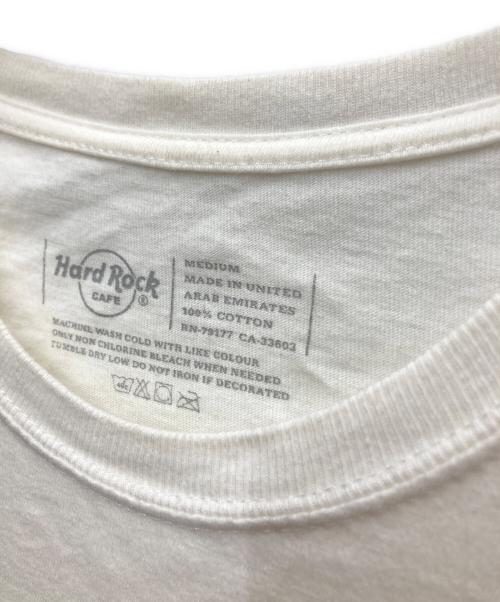 Hard Rock
CAFE ®
MEDIUM
MADE IN UNITED
ARAB EMIRATES
100% COTTON
RN-79177 CA-33603
MACHINE WASH COLD WITH LIKE COLOUR
ONLY NON CHLORINE BLEACH WHEN NEEDED
TUMBLE DRY LOW DO NOT IRON IF DECORATED